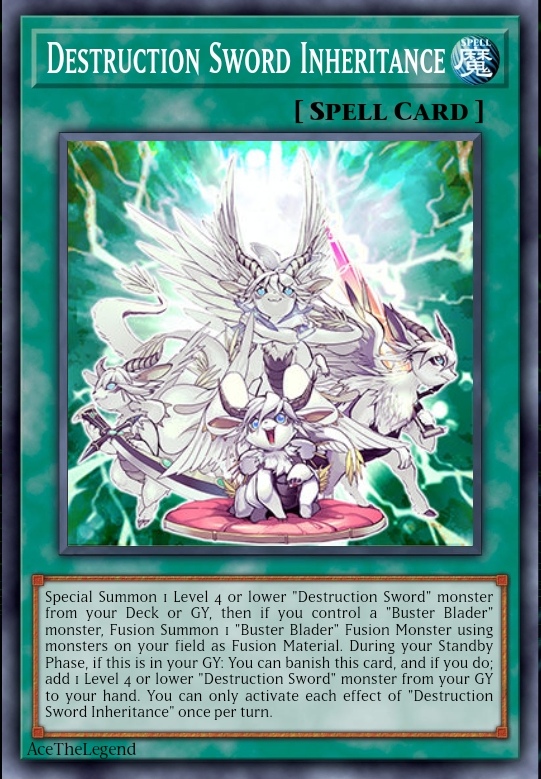 DESTRUCTION SWORD INHERITANCE
SPELL
魔
[ SPELL CARD ]
Special Summon 1 Level 4 or lower "Destruction Sword" monster
from your Deck or GY, then if you control a "Buster Blader"
monster, Fusion Summon 1 "Buster Blader" Fusion Monster using
monsters on your field as Fusion Material. During your Standby
Phase, if this is in your GY: You can banish this card, and if you do;
add 1 Level 4 or lower "Destruction Sword" monster from your GY
to your hand. You can only activate each effect of "Destruction
Sword Inheritance" once per turn.
AceTheLegend